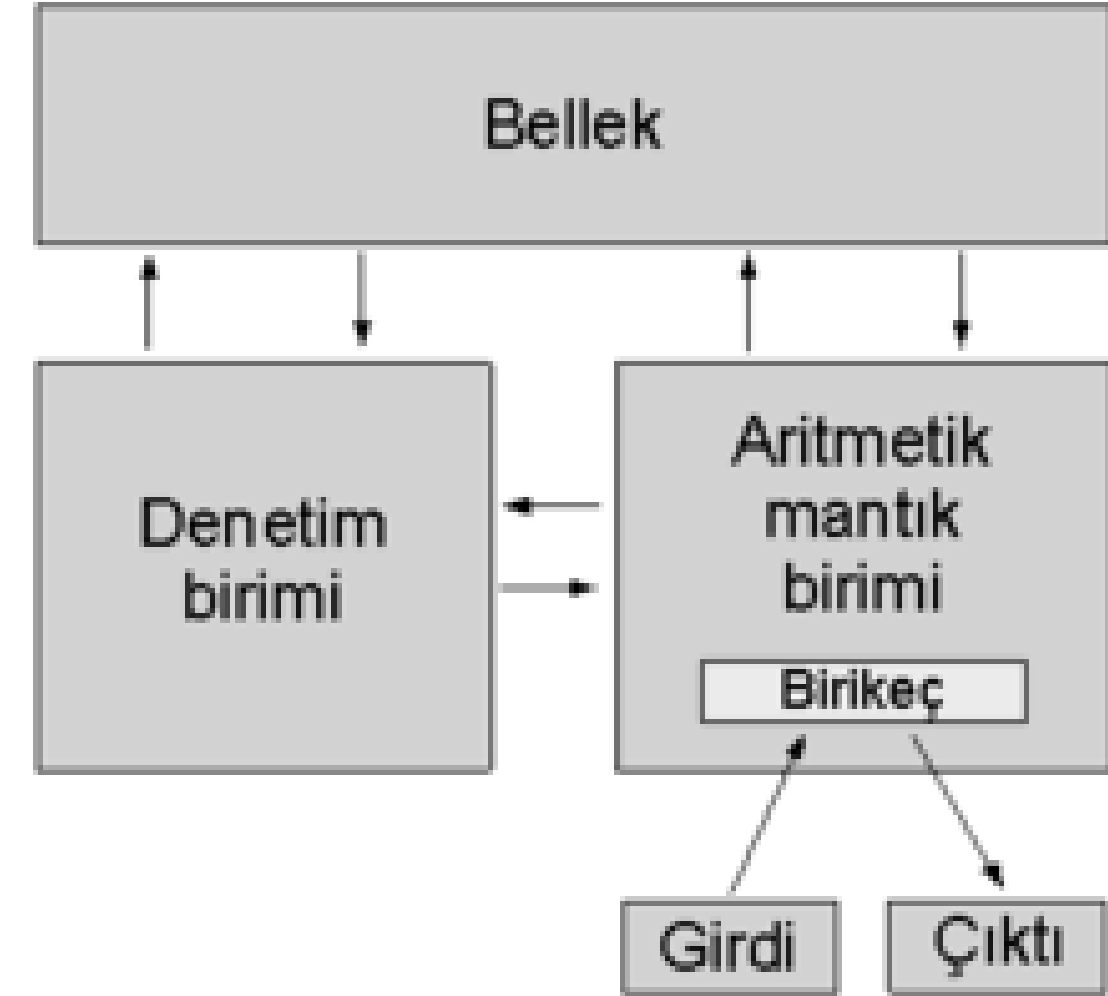 Bellek
Denetim
birimi
Aritmetik
mantık
birimi
Birikeç
Girdi
Çıktı